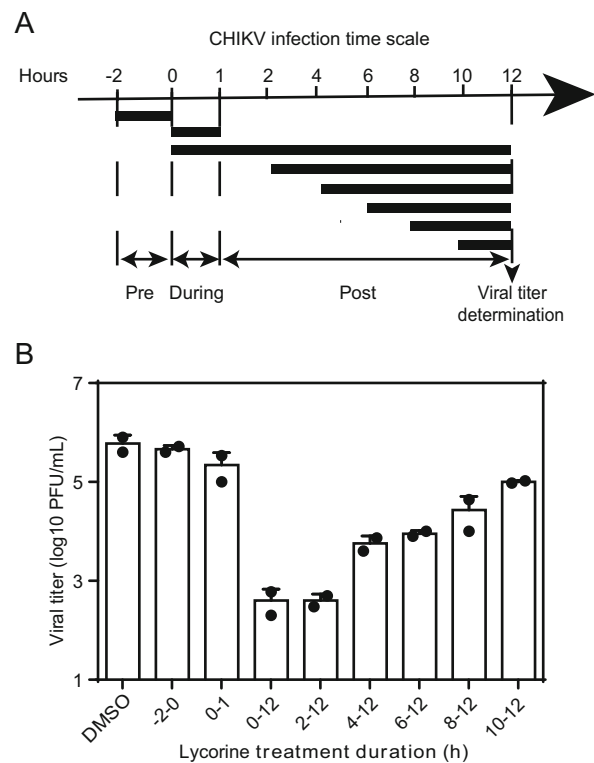 A
CHIKV infection time scale
Hours -2 0 1 2 4 6 8 10 12
Pre During Post Viral titer
determination
B
Viral titer (log10 PFU/mL)
7
5
3
1
DMSO -2-0 0-1 0-12 2-12 4-12 6-12 8-12 10-12
Lycorine treatment duration (h)